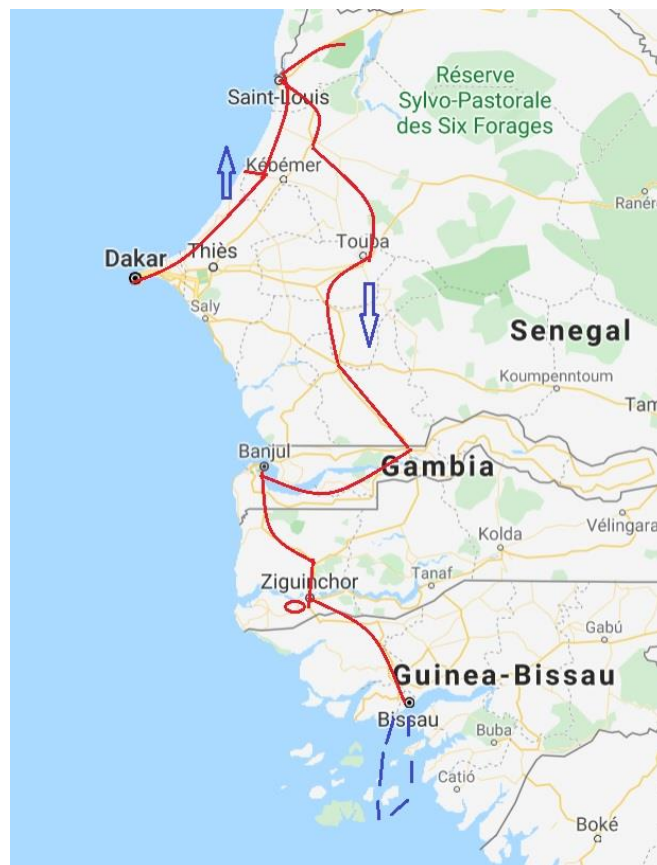 Saint-Louis
Réserve
Sylvo-Pastorale
des Six Forages
Kébémer
Ranéro
Touba
Dakar
Thiès
Saly
Senegal
Koumpenntoum
Tam
Banjul
Gambia
Vélingara
Kolda
Ziguinchor
Tanaf
Gabú
Guinea-Bissau
Bissau
Buba
Catió
Boké